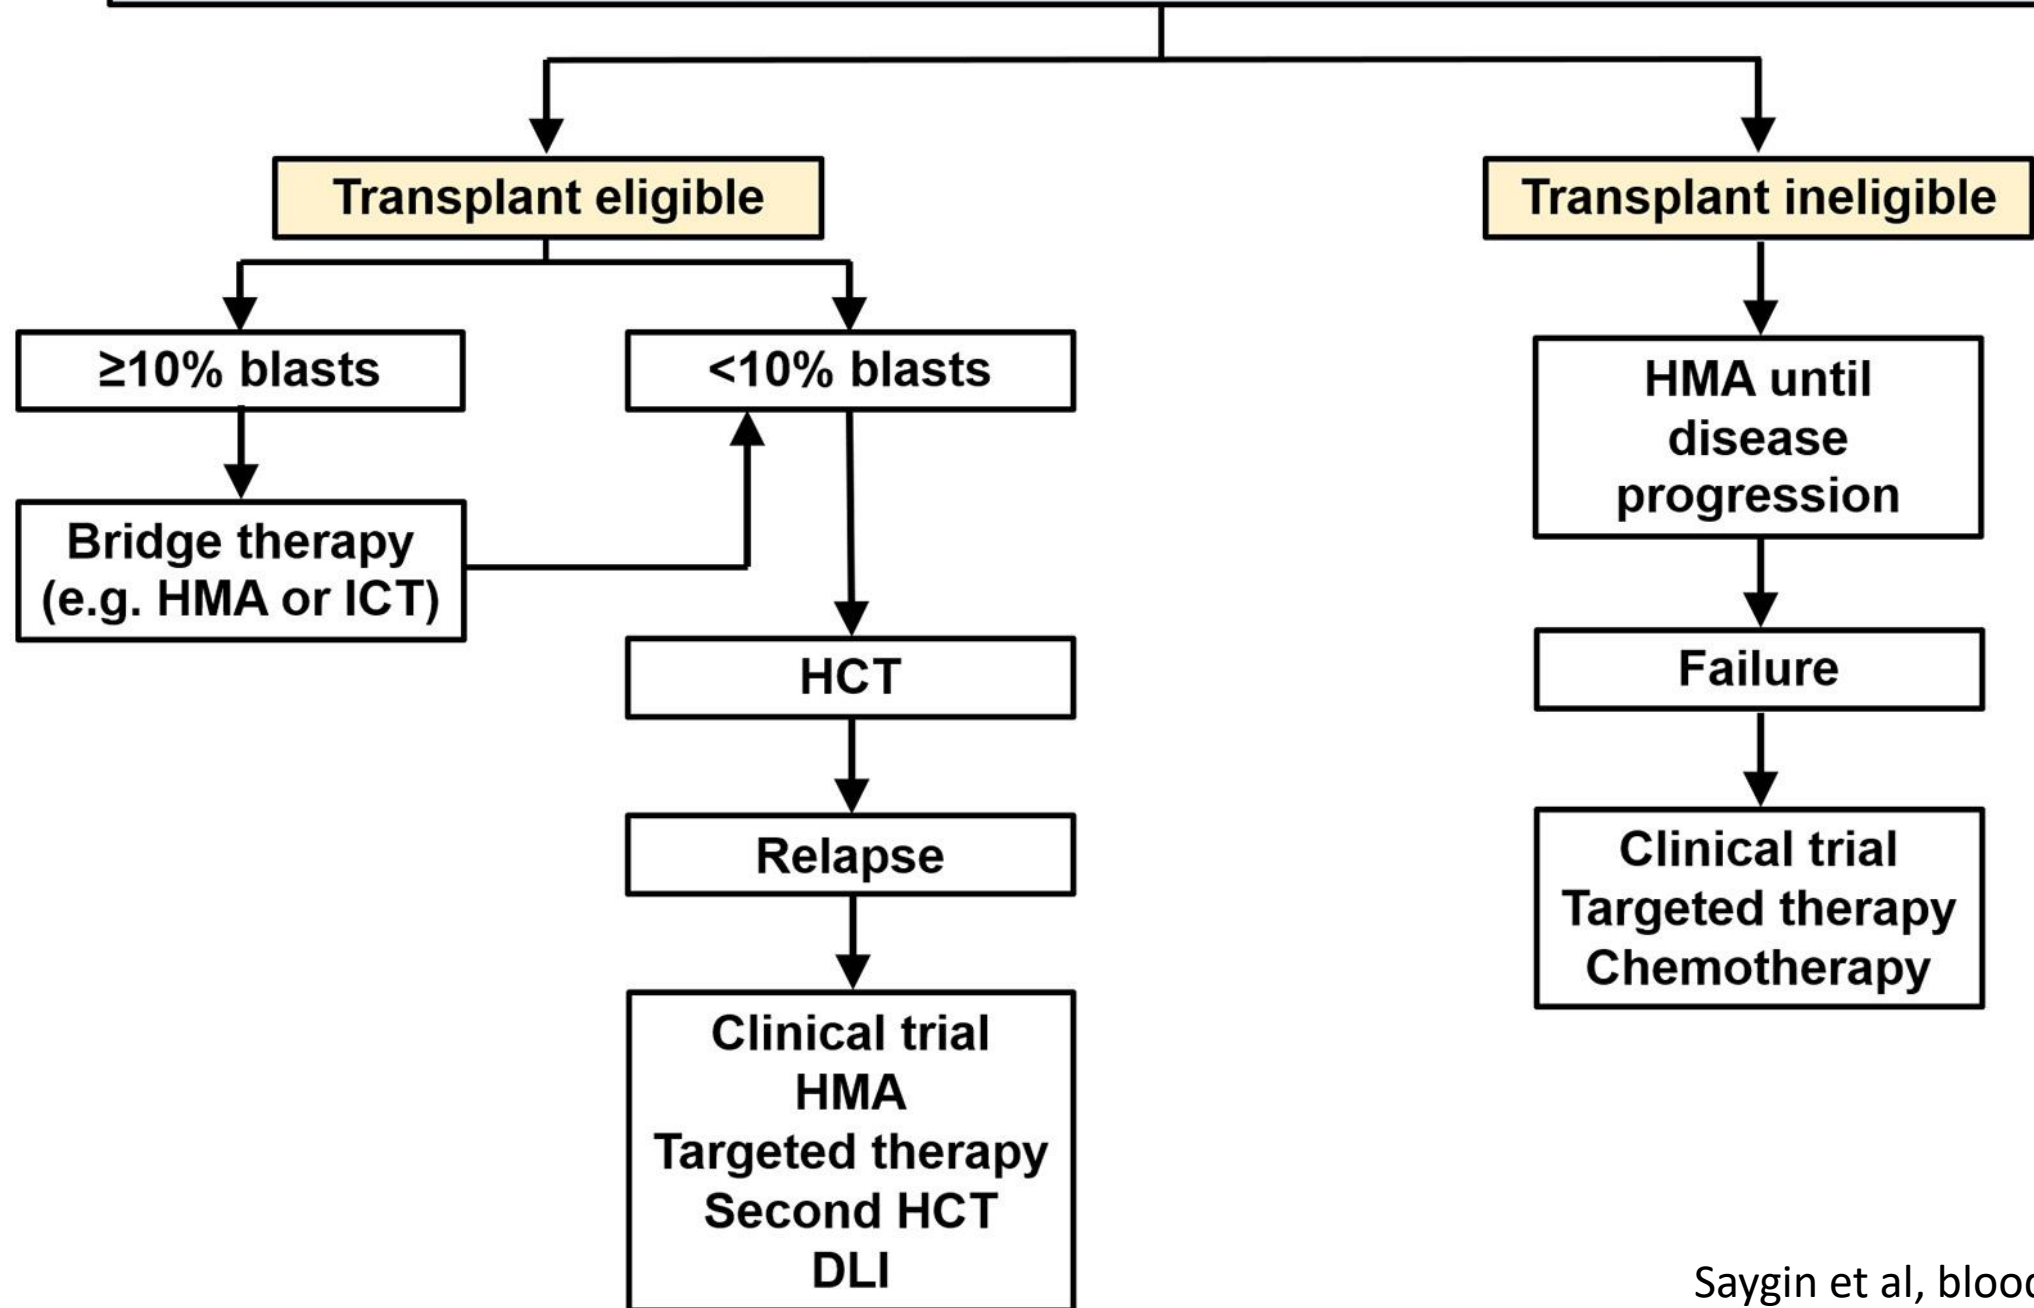 Transplant eligible
Transplant ineligible
≥10% blasts
<10% blasts
HMA until
disease
progression
Bridge therapy
(e.g. HMA or ICT)
HCT
Failure
Relapse
Clinical trial
Targeted therapy
Chemotherapy
Clinical trial
HMA
Targeted therapy
Second HCT
DLI
Saygin et al, blood